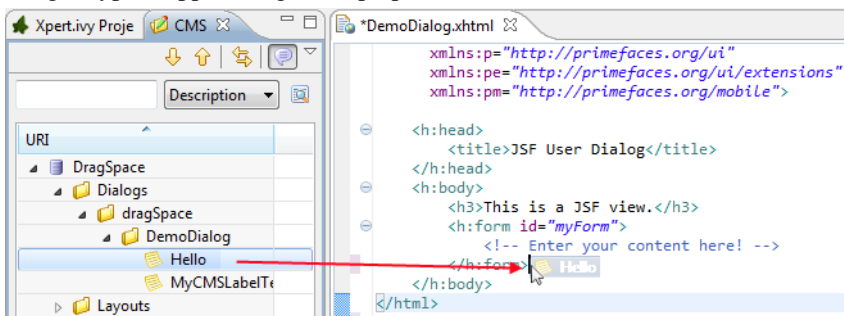 Xpert.ivy Proje
CMS
Description
URI
DragSpace
Dialogs
dragSpace
DemoDialog
Hello
MyCMSLabelTe
Layouts
*DemoDialog.xhtml
xmlns:p="http://primefaces.org/ui"
xmlns:pe="http://primefaces.org/ui/extensions"
xmlns:pm="http://primefaces.org/mobile">
<h:head>
<title>JSF User Dialog</title>
</h:head>
<h:body>
<h3>This is a JSF view.</h3>
<h:form id="myForm">
<!-- Enter your content here! -->
</h:form> Hello
</h:body>
</html>